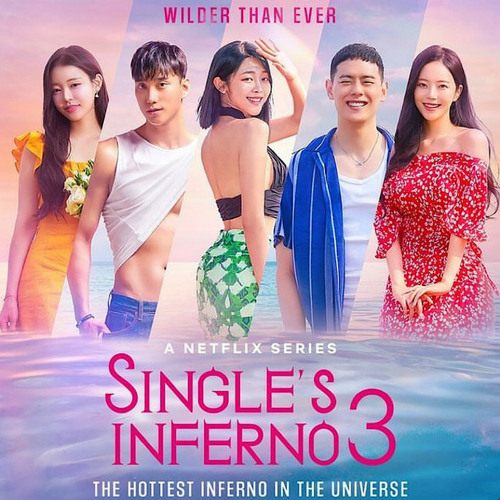 WILDER THAN EVER
A NETFLIX SERIES
SINGLE'S
INFERNO 3
THE HOTTEST INFERNO IN THE UNIVERSE